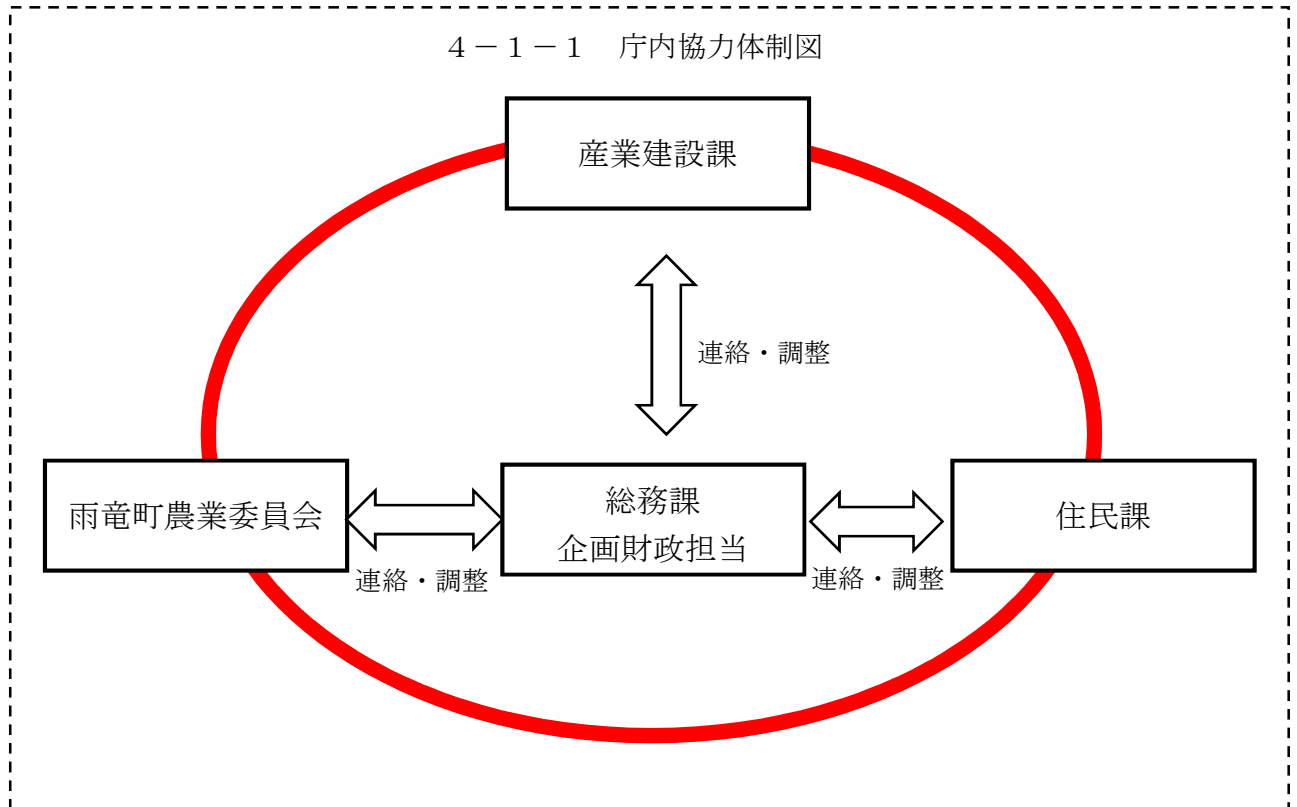 ４－１－１　庁内協力体制図
産業建設課
連絡・調整
雨竜町農業委員会
総務課
企画財政担当
住民課
連絡・調整
連絡・調整